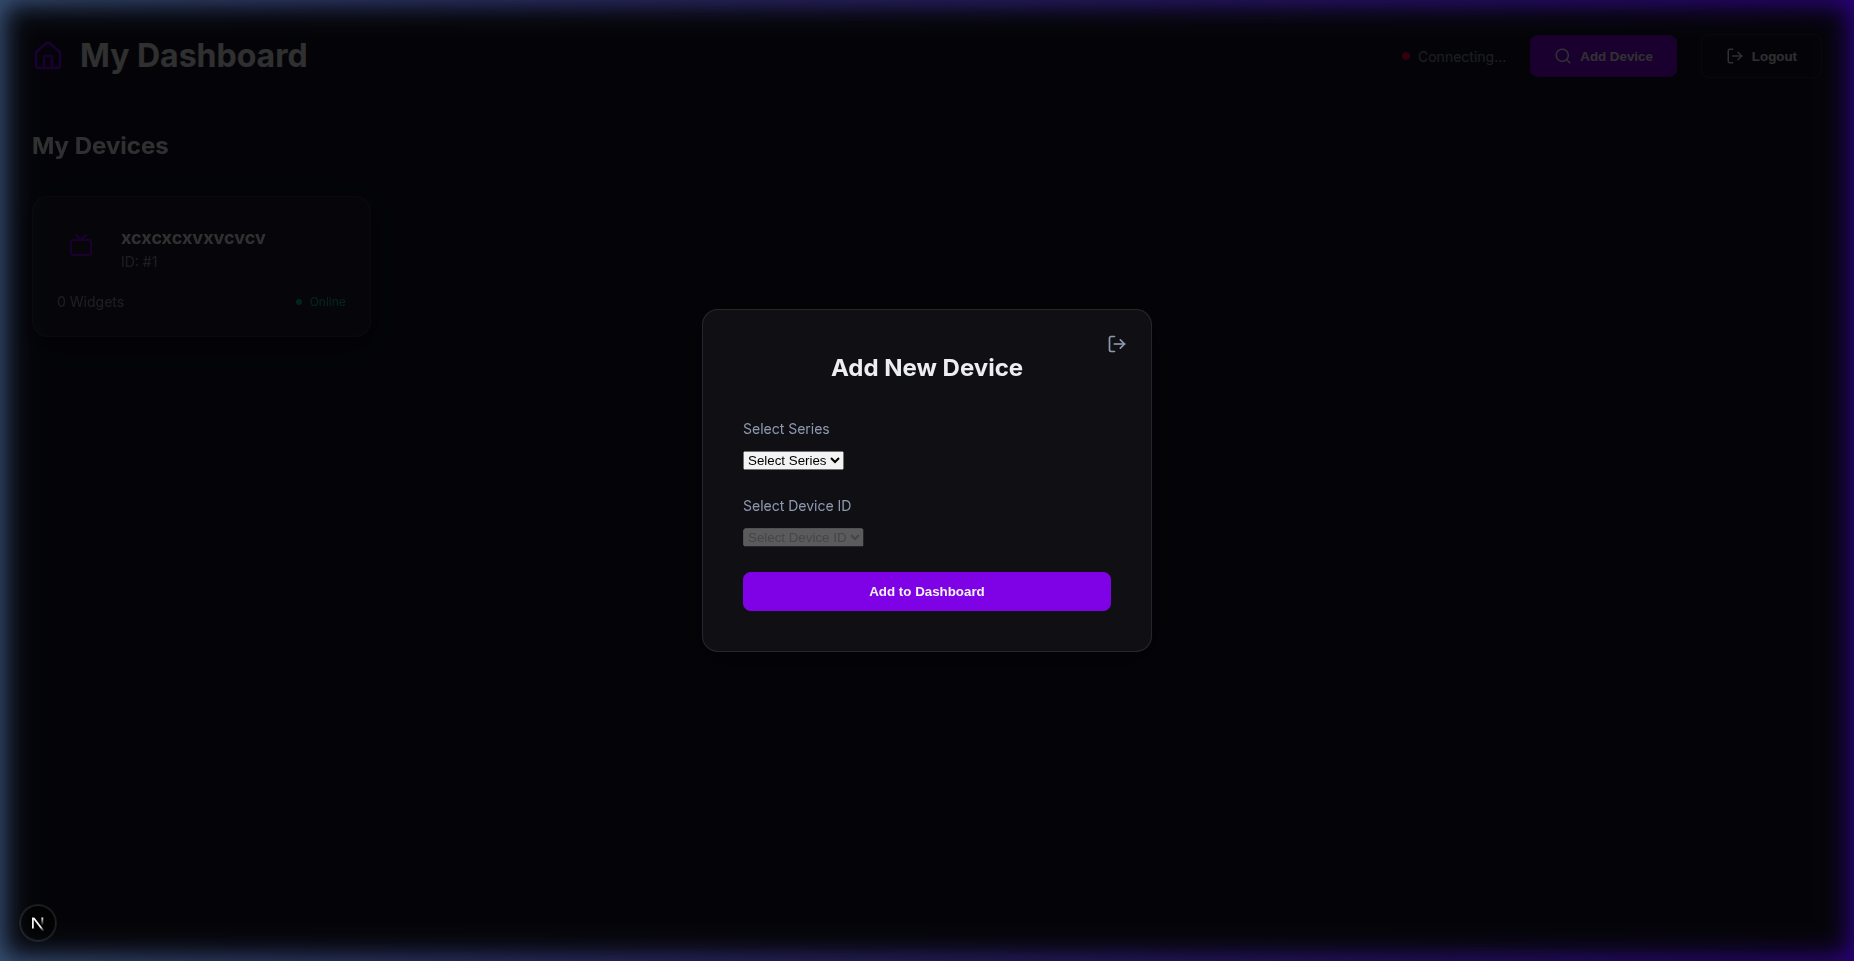 My Dashboard
Connecting...
Add Device
Logout
My Devices
xcxcxcxvxvcvcv
ID: #1
0 Widgets
Online
Add New Device
Select Series
Select Series
Select Device ID
Select Device ID
Add to Dashboard
N